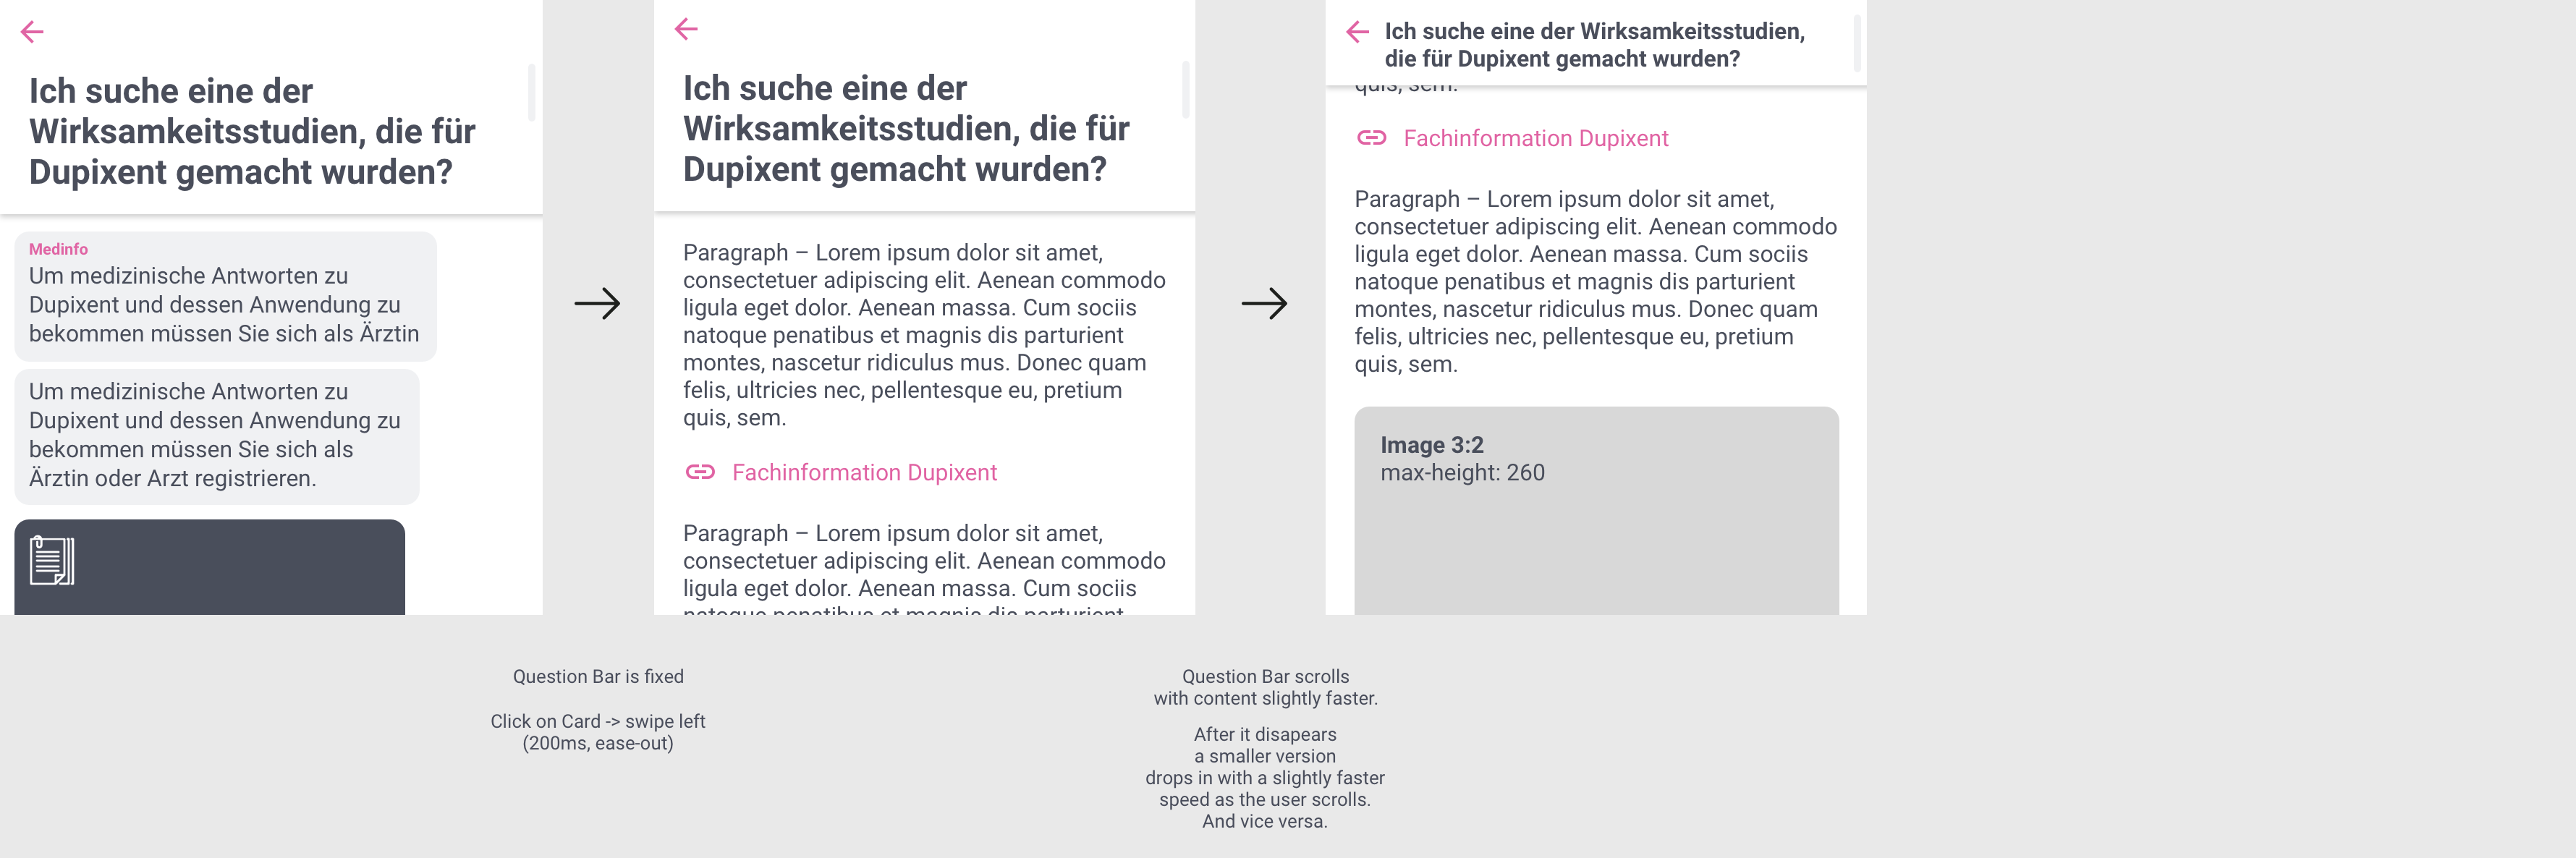 Ich suche eine der
Wirksamkeitsstudien, die für
Dupixent gemacht wurden?
Medinfo
Um medizinische Antworten zu
Dupixent und dessen Anwendung zu
bekommen müssen Sie sich als Ärztin
Um medizinische Antworten zu
Dupixent und dessen Anwendung zu
bekommen müssen Sie sich als
Ärztin oder Arzt registrieren.
Question Bar is fixed
Click on Card -> swipe left
(200ms, ease-out)
Ich suche eine der
Wirksamkeitsstudien, die für
Dupixent gemacht wurden?
Paragraph – Lorem ipsum dolor sit amet,
consectetuer adipiscing elit. Aenean commodo
ligula eget dolor. Aenean massa. Cum sociis
natoque penatibus et magnis dis parturient
montes, nascetur ridiculus mus. Donec quam
felis, ultricies nec, pellentesque eu, pretium
quis, sem.
Fachinformation Dupixent
Paragraph – Lorem ipsum dolor sit amet,
consectetuer adipiscing elit. Aenean commodo
ligula eget dolor. Aenean massa. Cum sociis
natoque penatibus et magnis dis parturient
Question Bar scrolls
with content slightly faster.
After it disapears
a smaller version
drops in with a slightly faster
speed as the user scrolls.
And vice versa.
Ich suche eine der Wirksamkeitsstudien,
die für Dupixent gemacht wurden?
quis, sem.
Fachinformation Dupixent
Paragraph – Lorem ipsum dolor sit amet,
consectetuer adipiscing elit. Aenean commodo
ligula eget dolor. Aenean massa. Cum sociis
natoque penatibus et magnis dis parturient
montes, nascetur ridiculus mus. Donec quam
felis, ultricies nec, pellentesque eu, pretium
quis, sem.
Image 3:2
max-height: 260